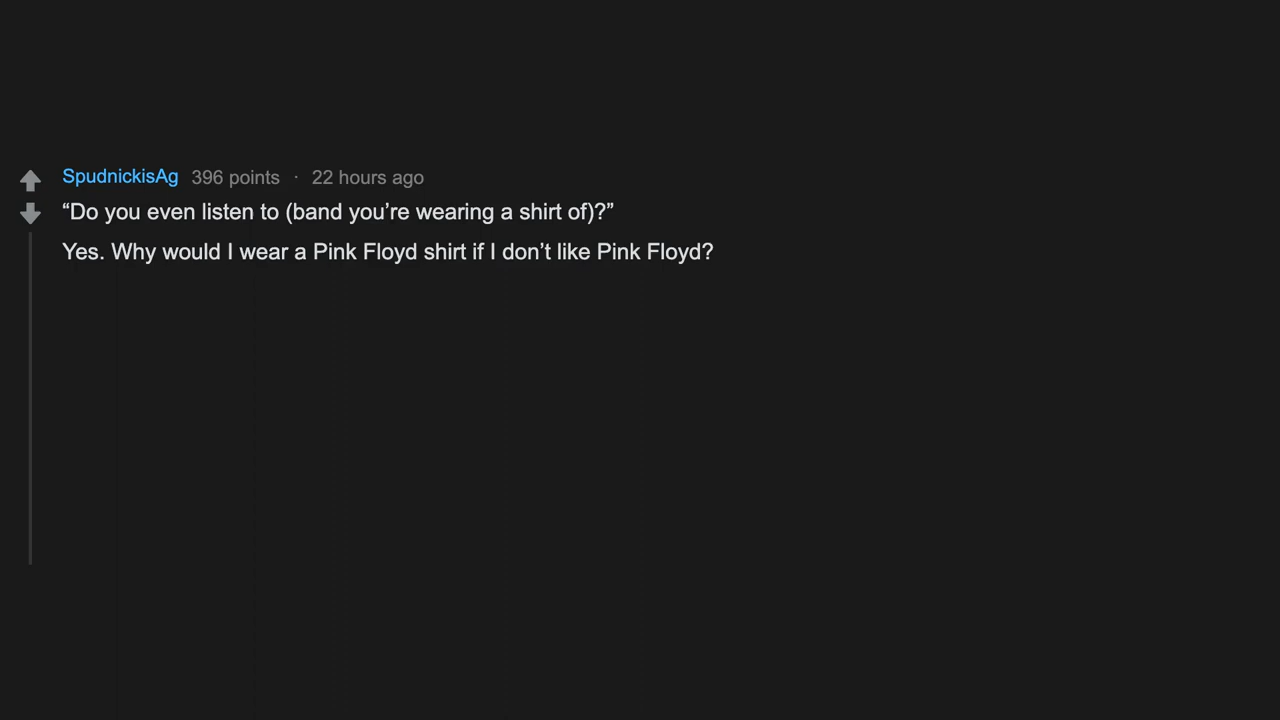 SpudnickisAg 396 points · 22 hours ago
“Do you even listen to (band you’re wearing a shirt of)?”
Yes. Why would I wear a Pink Floyd shirt if I don’t like Pink Floyd?